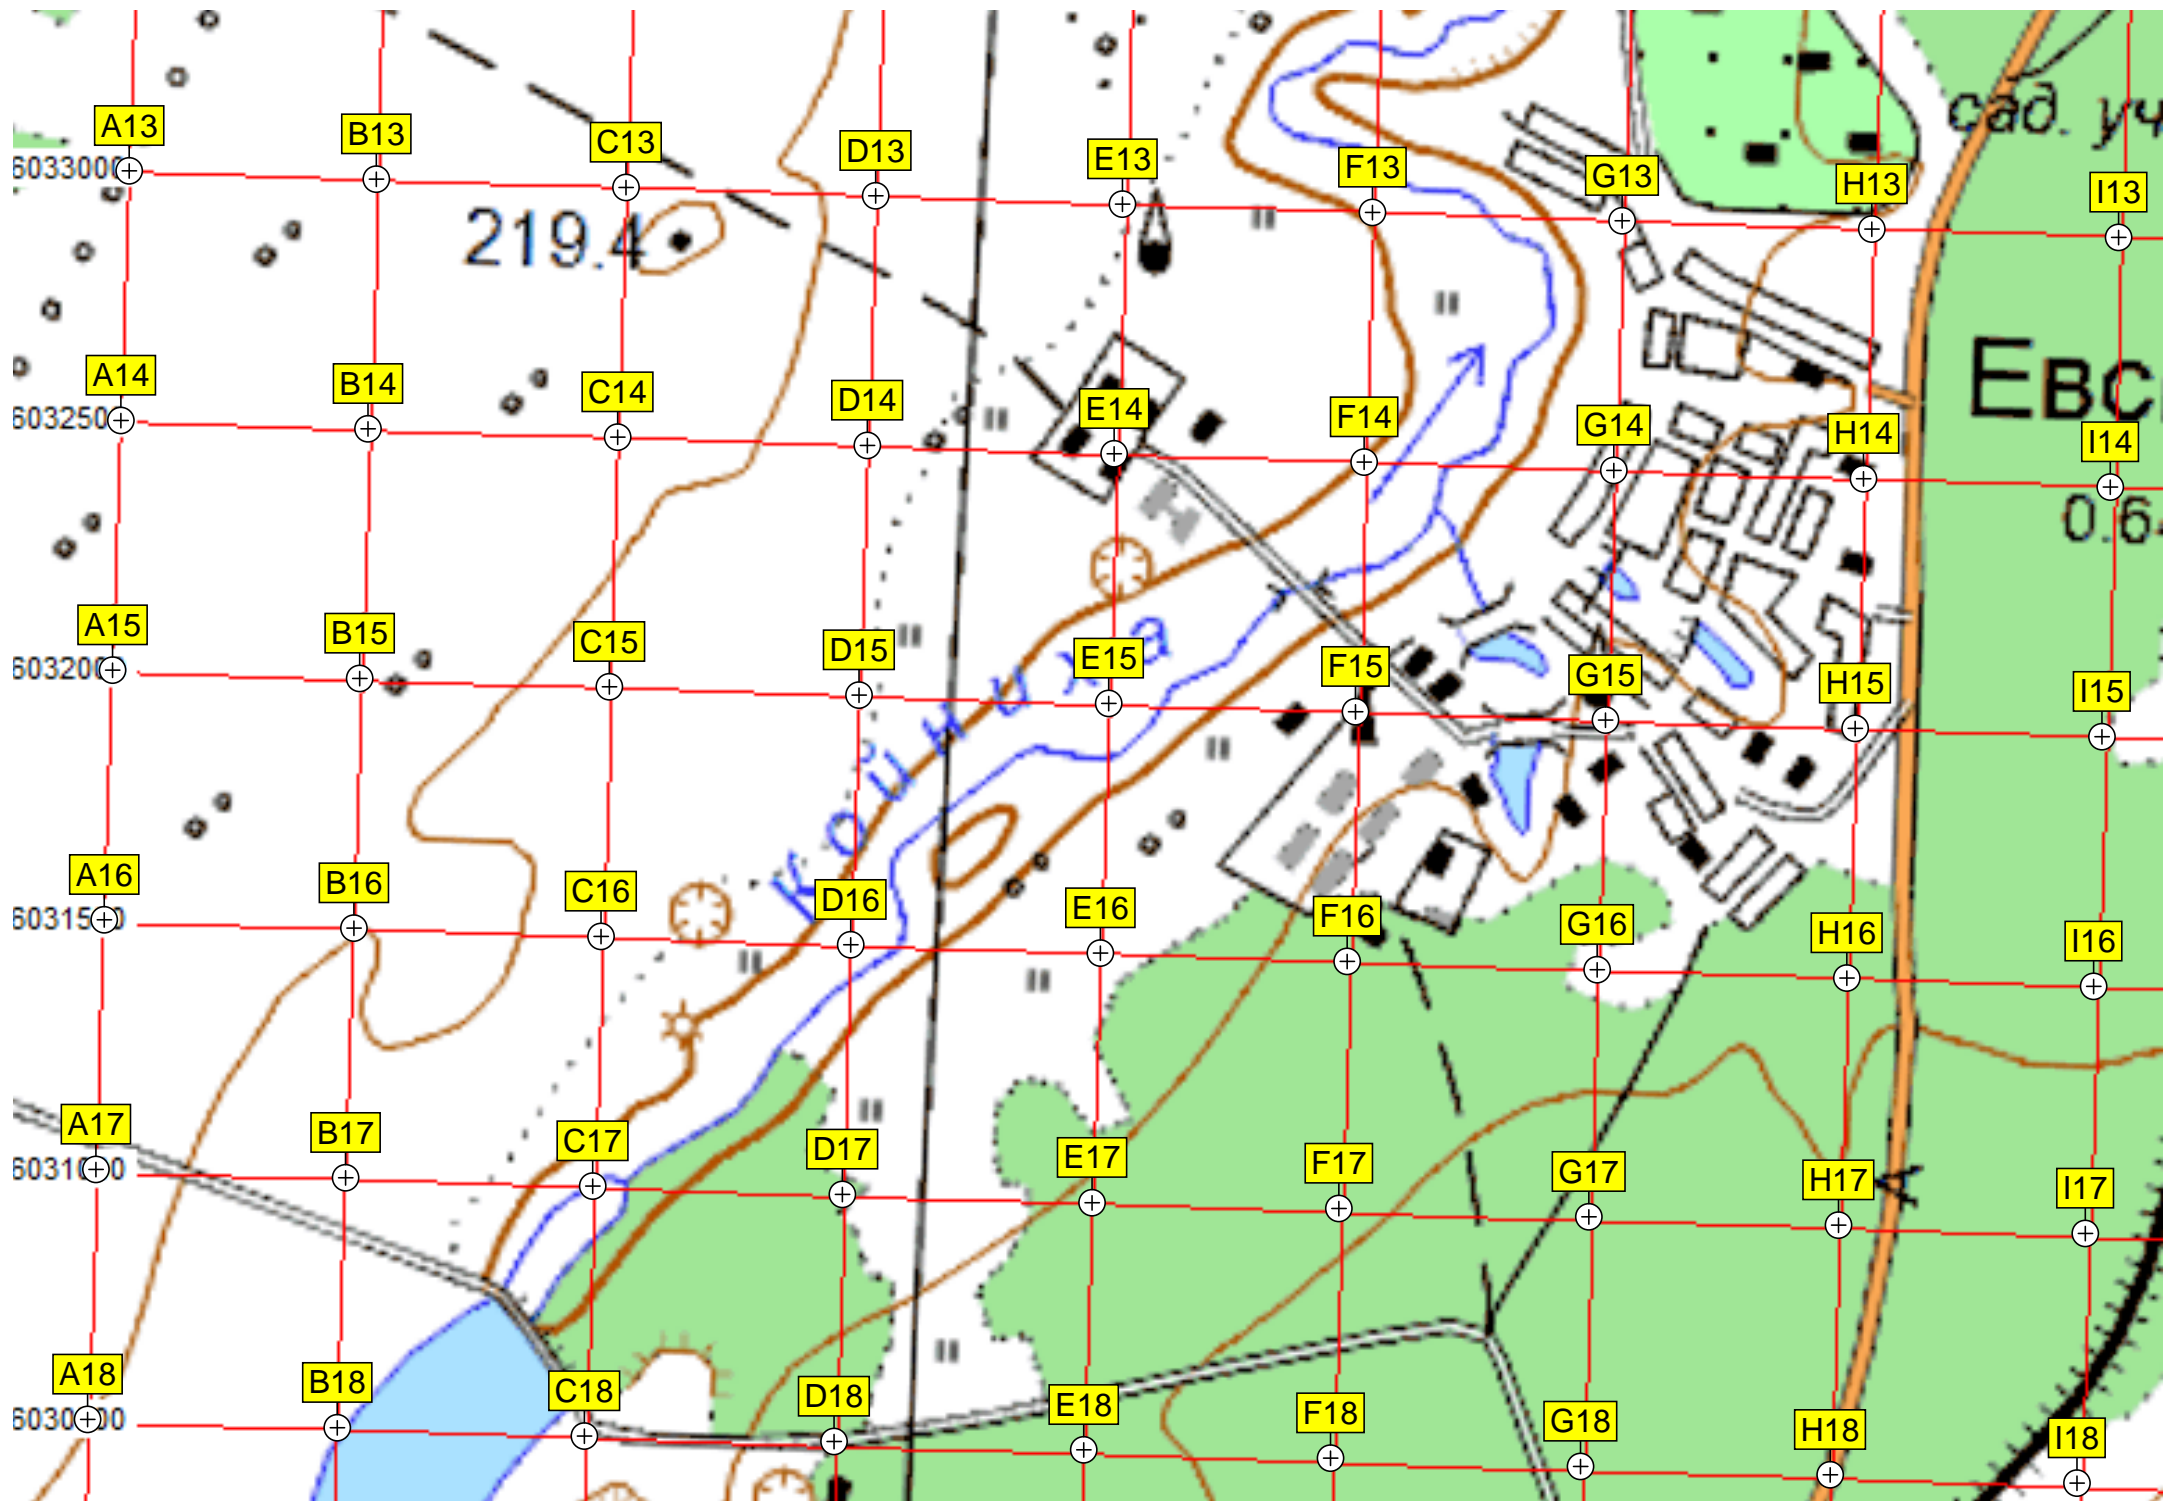 A13 B13 C13 D13 E13 F13 G13 H13 I13
сад. уч
6033000
219.4
A14 B14 C14 D14 E14 F14 G14 H14 I14
Евс
603250
0.6
A15 B15 C15 D15 E15 F15 G15 H15 I15
603200
Койниха
A16 B16 C16 D16 E16 F16 G16 H16 I16
A17 B17 C17 D17 E17 F17 G17 H17 I17
A18 B18 C18 D18 E18 F18 G18 H18 I18